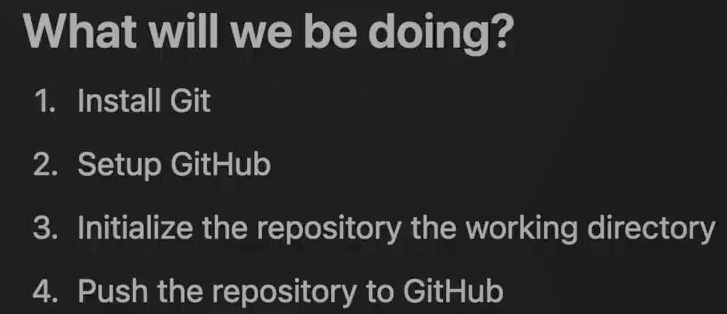 What will we be doing?
1. Install Git
2. Setup GitHub
3. Initialize the repository the working directory
4. Push the repository to GitHub